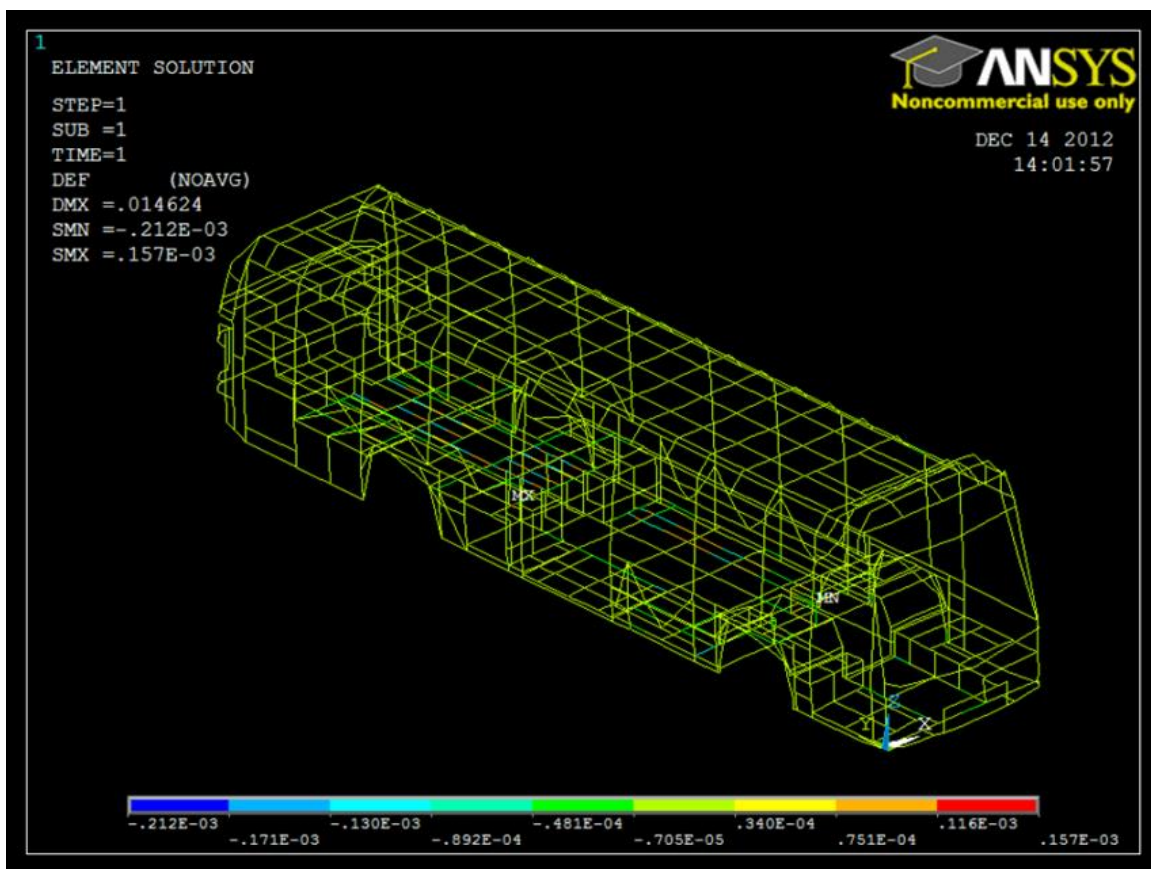 1
ELEMENT SOLUTION
STEP=1
SUB =1
TIME=1
DEF (NOAVG)
DMX =.014624
SMN =-.212E-03
SMX =.157E-03
ANSYS
Noncommercial use only
DEC 14 2012
14:01:57
MX
MN
Z
Y X
-.212E-03 -.130E-03 -.481E-04 .340E-04 .116E-03
-.171E-03 -.892E-04 -.705E-05 .751E-04 .157E-03